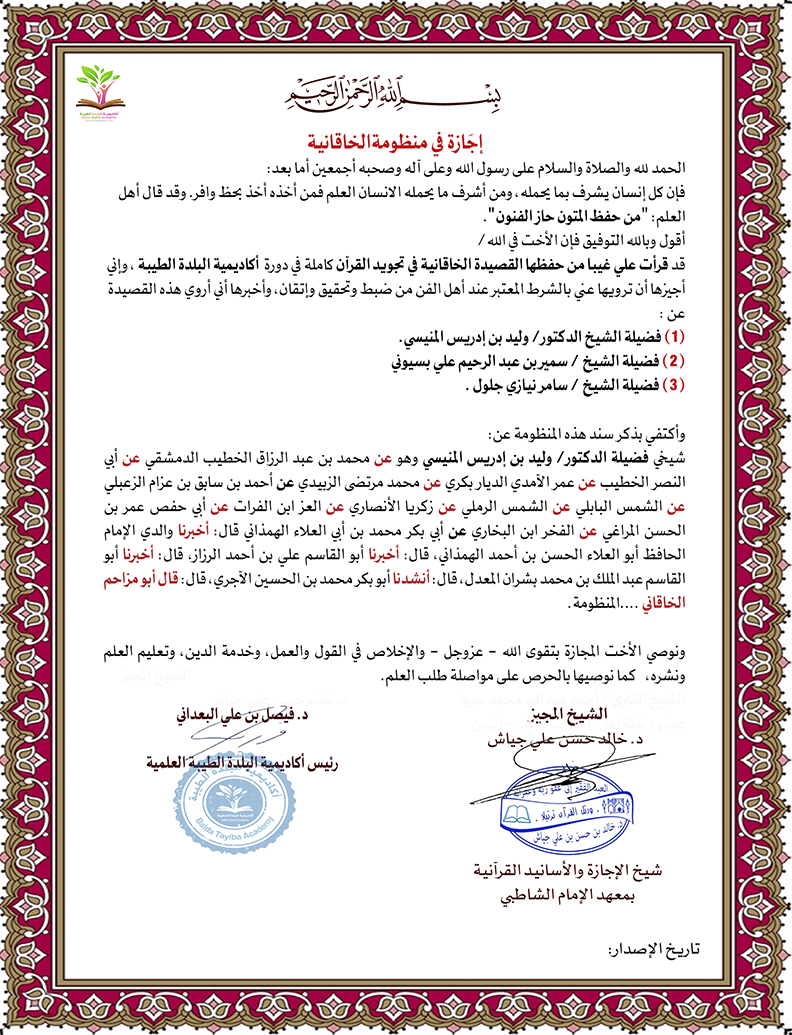 أكاديمية البلدة الطيبة
بِسْمِ اللَّهِ الرَّحْمَٰنِ الرَّحِيمِ
إجَازة في منظومة الخاقانية
الحمد لله والصلاة والسلام على رسول الله وعلى آله وصحبه أجمعين أما بعد:
فإن كل إنسان يشرف بما يحمله، ومن أشرف ما يحمله الانسان العلم فمن أخذه أخذ بحظ وافر. وقد قال أهل
العلم: "من حفظ المتون حاز الفنون".
أقول وبالله التوفيق فإن الأخت في الله /
قد قرأت علي غيبا من حفظها القصيدة الخاقانية في تجويد القرآن كاملة في دورة أكاديمية البلدة الطيبة ، وإني
أجيزها أن ترويها عني بالشرط المعتبر عند أهل الفن من ضبط وتحقيق وإتقان، وأخبرها أني أروي هذه القصيدة
عن :
(1) فضيلة الشيخ الدكتور/ وليد بن إدريس المنيسي.
(2) فضيلة الشيخ / سمير بن عبد الرحيم علي بسيوني
(3) فضيلة الشيخ / سامر نيازي جلول .
وأكتفي بذكر سند هذه المنظومة عن:
شيخي فضيلة الدكتور/ وليد بن إدريس المنيسي وهو عن محمد بن عبد الرزاق الخطيب الدمشقي عن أبي
النصر الخطيب عن عمر الآمدي الديار بكري عن محمد مرتضى الزبيدي عن أحمد بن سابق بن عزام الزعبلي
عن الشمس البابلي عن الشمس الرملي عن زكريا الأنصاري عن العز ابن الفرات عن أبي حفص عمر بن
الحسن المراغي عن الفخر ابن البخاري عن أبي بكر محمد بن أبي العلاء الهمذاني قال: أخبرنا والدي الإمام
الحافظ أبو العلاء الحسن بن أحمد الهمذاني، قال: أخبرنا أبو القاسم علي بن أحمد الرزاز، قال: أخبرنا أبو
القاسم عبد الملك بن محمد بشران المعدل، قال: أنشدنا أبو بكر محمد بن الحسين الآجري، قال: قال أبو مزاحم
الخاقاني ....المنظومة.
ونوصي الأخت المجازة بتقوى الله - عزوجل - والإخلاص في القول والعمل، وخدمة الدين، وتعليم العلم
ونشره، كما نوصيها بالحرص على مواصلة طلب العلم.
الشيخ المجيز
د. خالد حسن علي جياش
العبد الفقير إلى عفو ربه وغفرانه
ورتل القرآن ترتيلا .
د. خالد بن حسن بن علي جياش
شيخ الإجازة والأسانيد القرآنية
بمعهد الإمام الشاطبي
د. فيصل بن علي البعداني
رئيس أكاديمية البلدة الطيبة العلمية
أكاديمية البلدة الطيبة
Balda Tayiba Academy
تاريخ الإصدار: